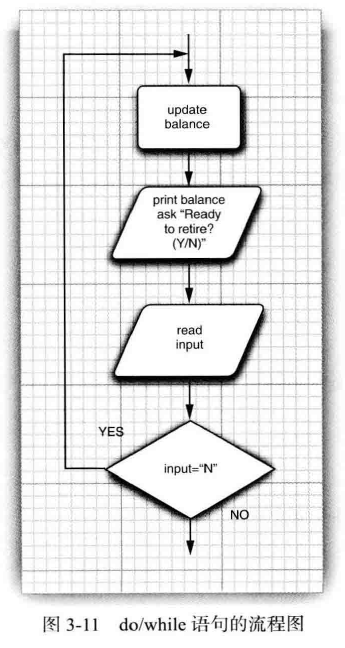 update
balance
print balance
ask “Ready
to retire?
(Y/N)”
read
input
YES
input=“N”
NO
图 3-11 do/while 语句的流程图